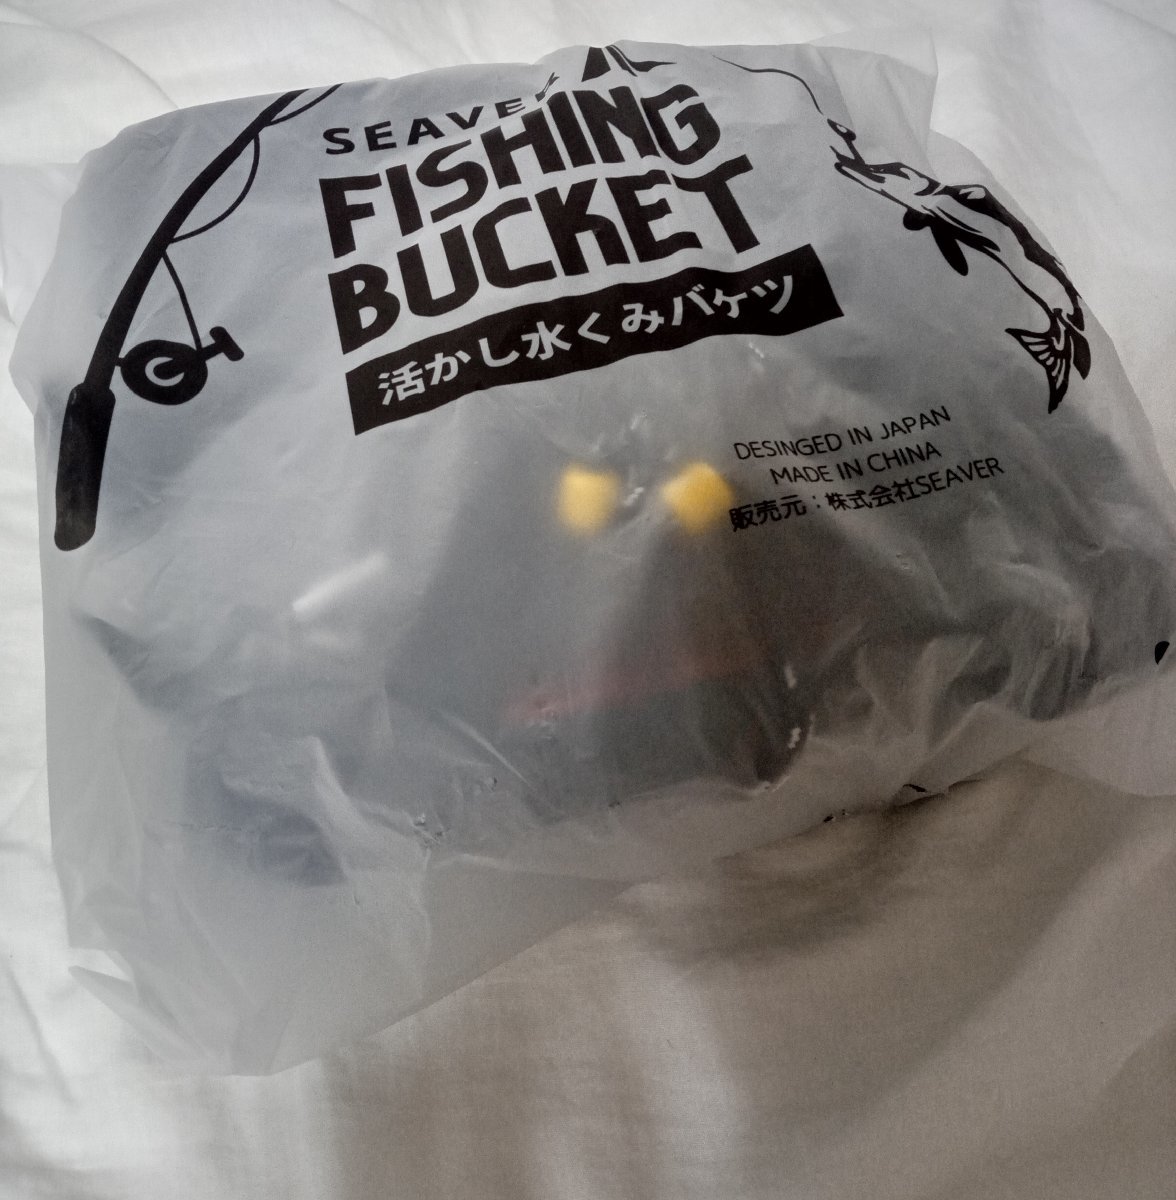 SEAVER
FISHING
BUCKET
活かし水くみバケツ
DESINGED IN JAPAN
MADE IN CHINA
販売元：株式会社SEAVER